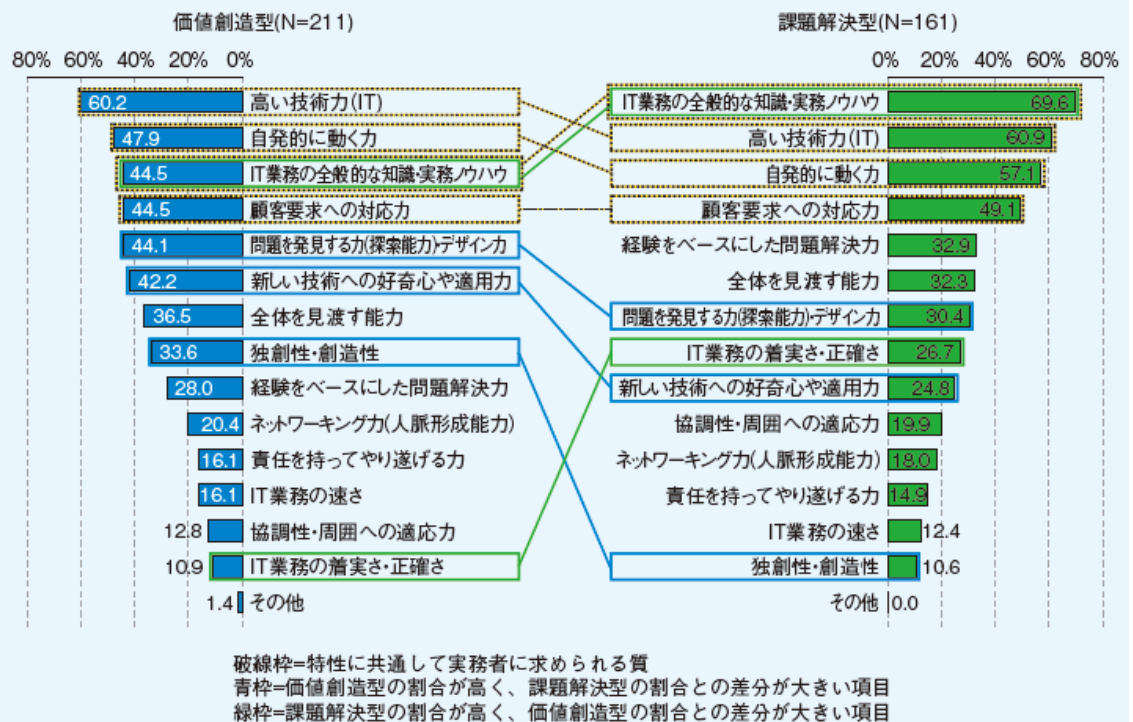 価値創造型(N=211)
80% 60% 40% 20% 0%
60.2 高い技術力(IT)
47.9 自発的に動く力
44.5 IT業務の全般的な知識・実務ノウハウ
44.5 顧客要求への対応力
44.1 問題を発見する力(探索能力)・デザイン力
42.2 新しい技術への好奇心や適用力
36.5 全体を見渡す能力
33.6 独創性・創造性
28.0 経験をベースにした問題解決力
20.4 ネットワーキング力(人脈形成能力)
16.1 責任を持ってやり遂げる力
16.1 IT業務の速さ
12.8 協調性・周囲への適応力
10.9 IT業務の着実さ・正確さ
1.4 その他
課題解決型(N=161)
0% 20% 40% 60% 80%
IT業務の全般的な知識・実務ノウハウ 69.6
高い技術力(IT) 60.9
自発的に動く力 57.1
顧客要求への対応力 49.1
経験をベースにした問題解決力 32.9
全体を見渡す能力 32.3
問題を発見する力(探索能力)・デザイン力 30.4
IT業務の着実さ・正確さ 26.7
新しい技術への好奇心や適用力 24.8
協調性・周囲への適応力 19.9
ネットワーキング力(人脈形成能力) 18.0
責任を持ってやり遂げる力 14.9
IT業務の速さ 12.4
独創性・創造性 10.6
その他 0.0
破線枠=特性に共通して実務者に求められる質
青枠=価値創造型の割合が高く、課題解決型の割合との差分が大きい項目
緑枠=課題解決型の割合が高く、価値創造型の割合との差分が大きい項目